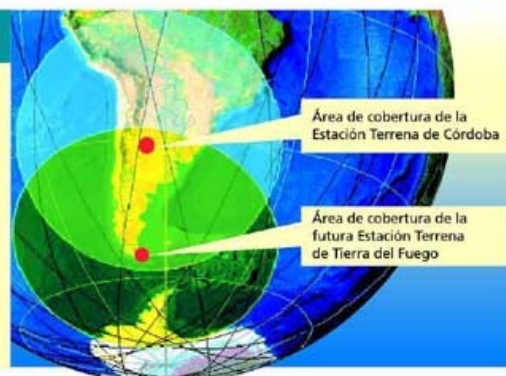 Área de cobertura de la
Estación Terrena de Córdoba
Área de cobertura de la
futura Estación Terrena
de Tierra del Fuego